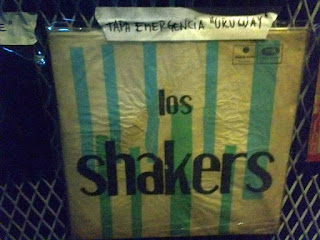 E"
TAPA EMERGENCIA "URUGUAY"
los
shakers